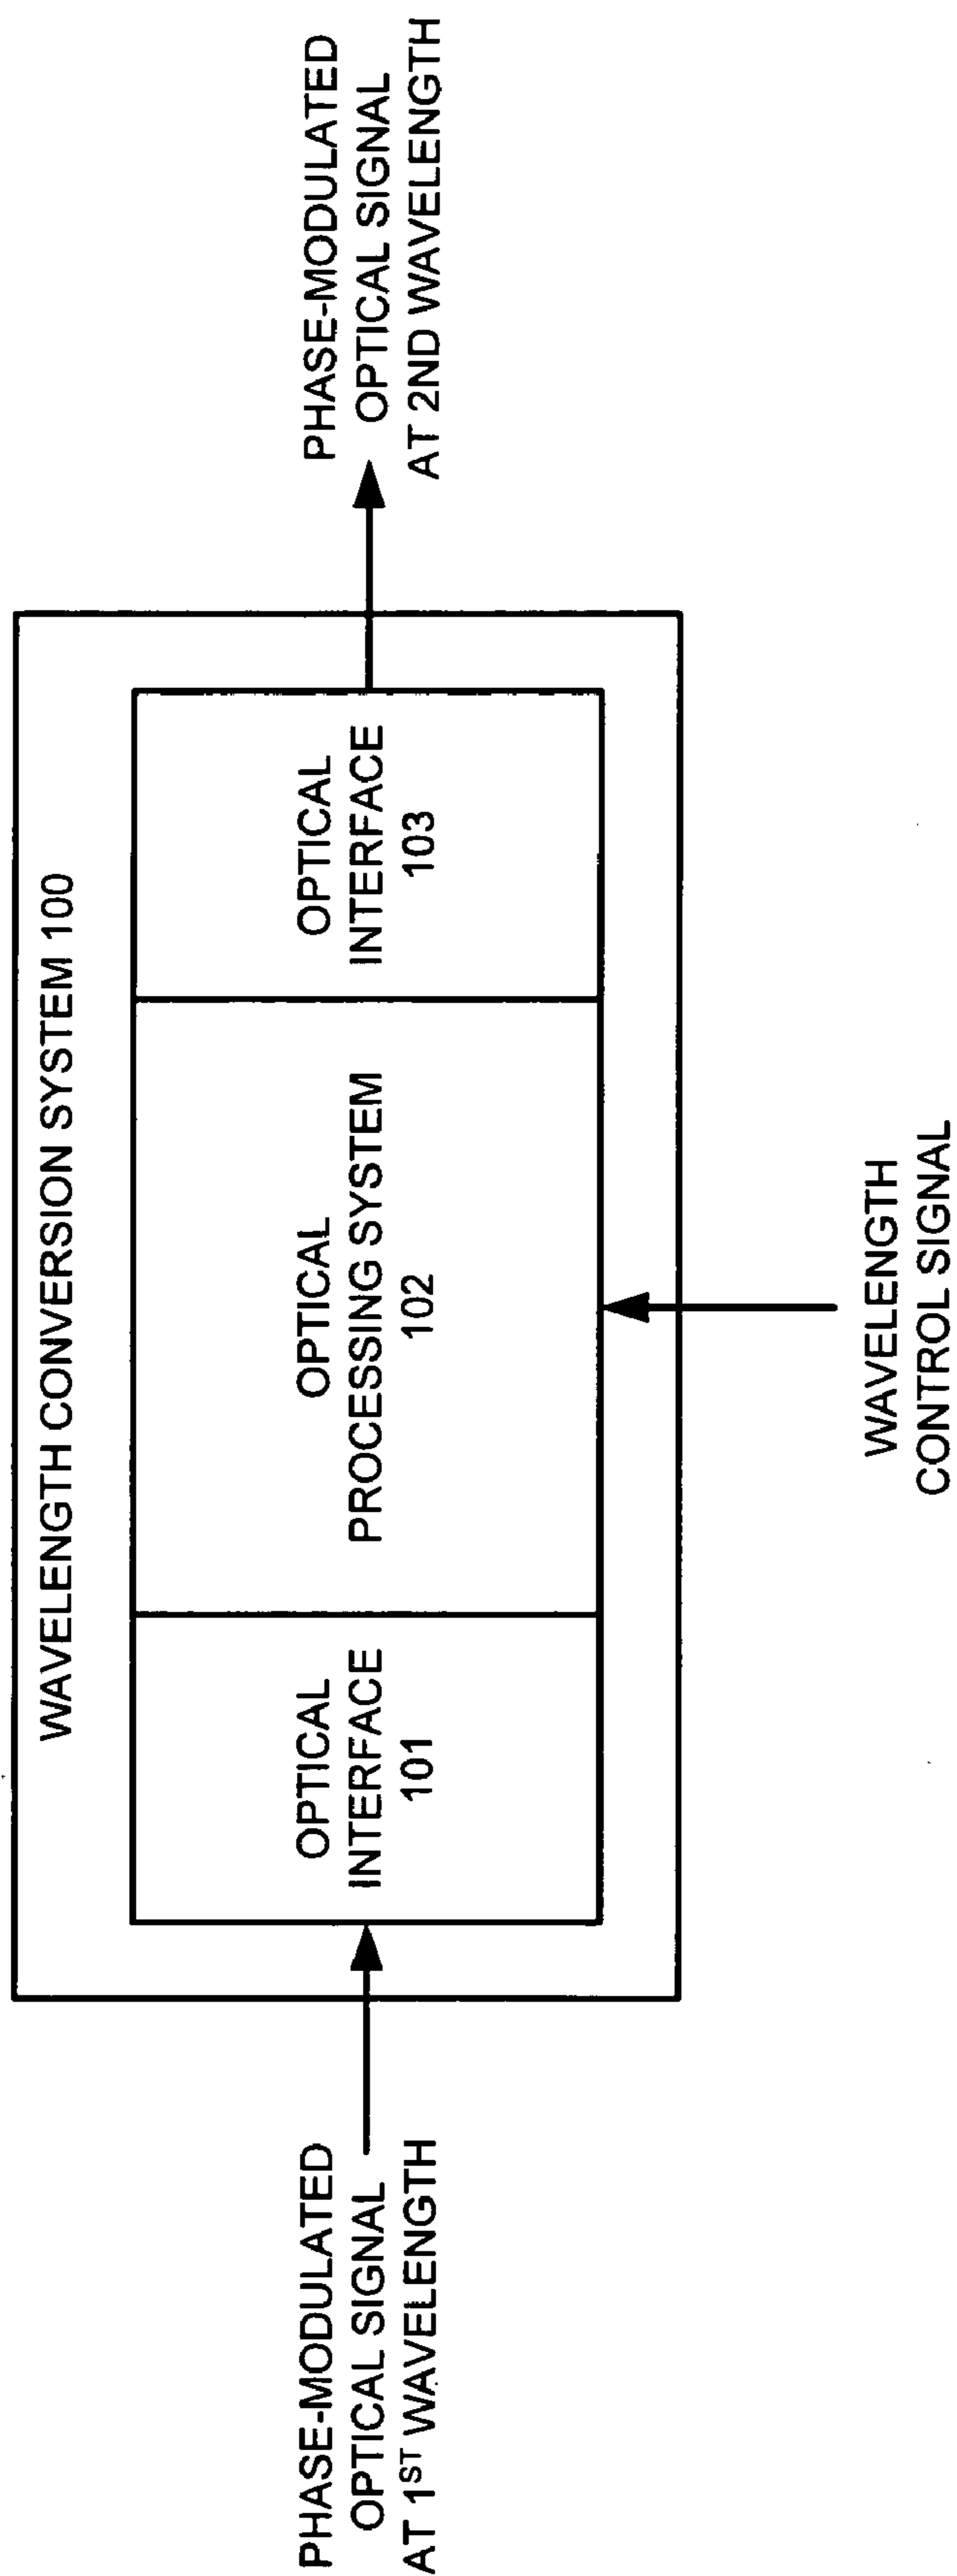 WAVELENGTH CONVERSION SYSTEM 100
PHASE-MODULATED
OPTICAL SIGNAL
AT 1ST WAVELENGTH
OPTICAL
INTERFACE
101
OPTICAL
PROCESSING SYSTEM
102
OPTICAL
INTERFACE
103
PHASE-MODULATED
OPTICAL SIGNAL
AT 2ND WAVELENGTH
WAVELENGTH
CONTROL SIGNAL